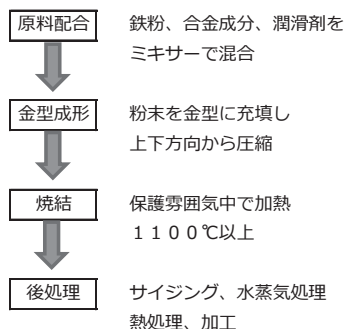 原料配合
鉄粉、合金成分、潤滑剤を
ミキサーで混合
金型成形
粉末を金型に充填し
上下方向から圧縮
焼結
保護雰囲気中で加熱
１１００℃以上
後処理
サイジング、水蒸気処理
熱処理、加工